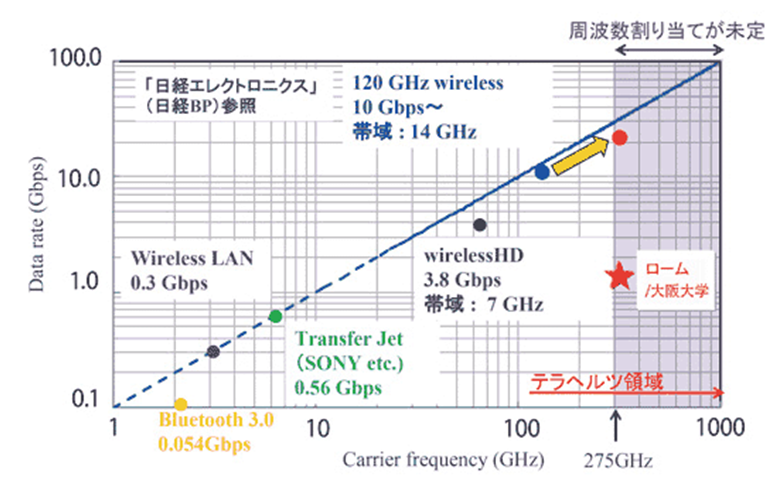 周波数割り当てが未定
100.0
10.0
1.0
0.1
Data rate (Gbps)
「日経エレクトロニクス」
（日経BP）参照
120 GHz wireless
10 Gbps～
帯域：14 GHz
Wireless LAN
0.3 Gbps
wirelessHD
3.8 Gbps
帯域： 7 GHz
ローム
/大阪大学
Transfer Jet
（SONY etc.）
0.56 Gbps
テラヘルツ領域
Bluetooth 3.0
0.054Gbps
1
10
100
1000
Carrier frequency (GHz)
275GHz